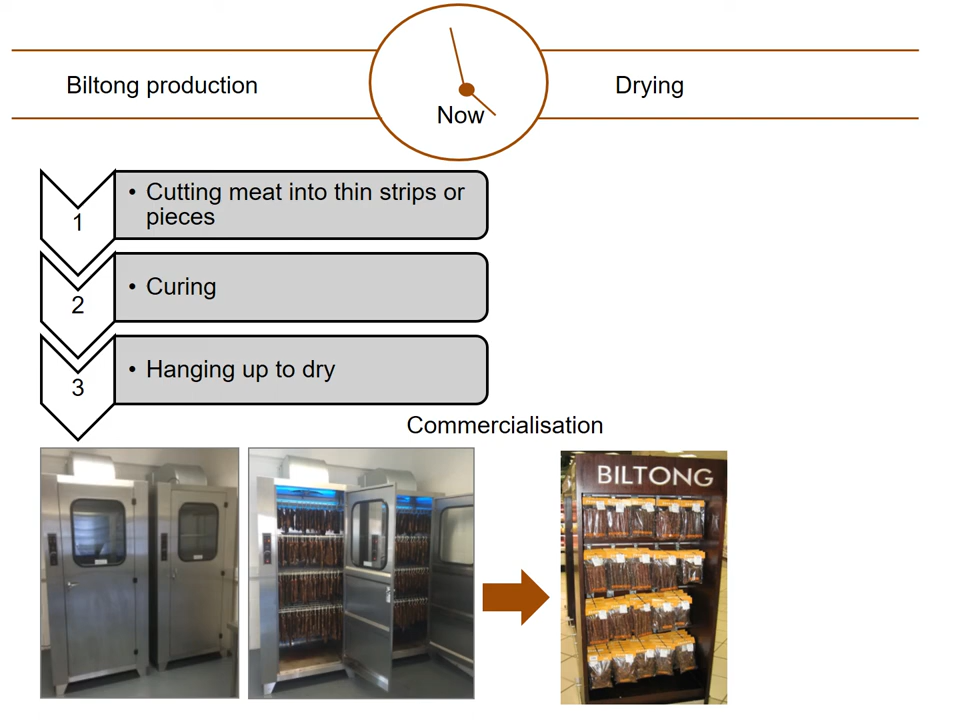 Biltong production
Now
Drying
1
• Cutting meat into thin strips or
pieces
2
• Curing
3
• Hanging up to dry
Commercialisation
BILTONG